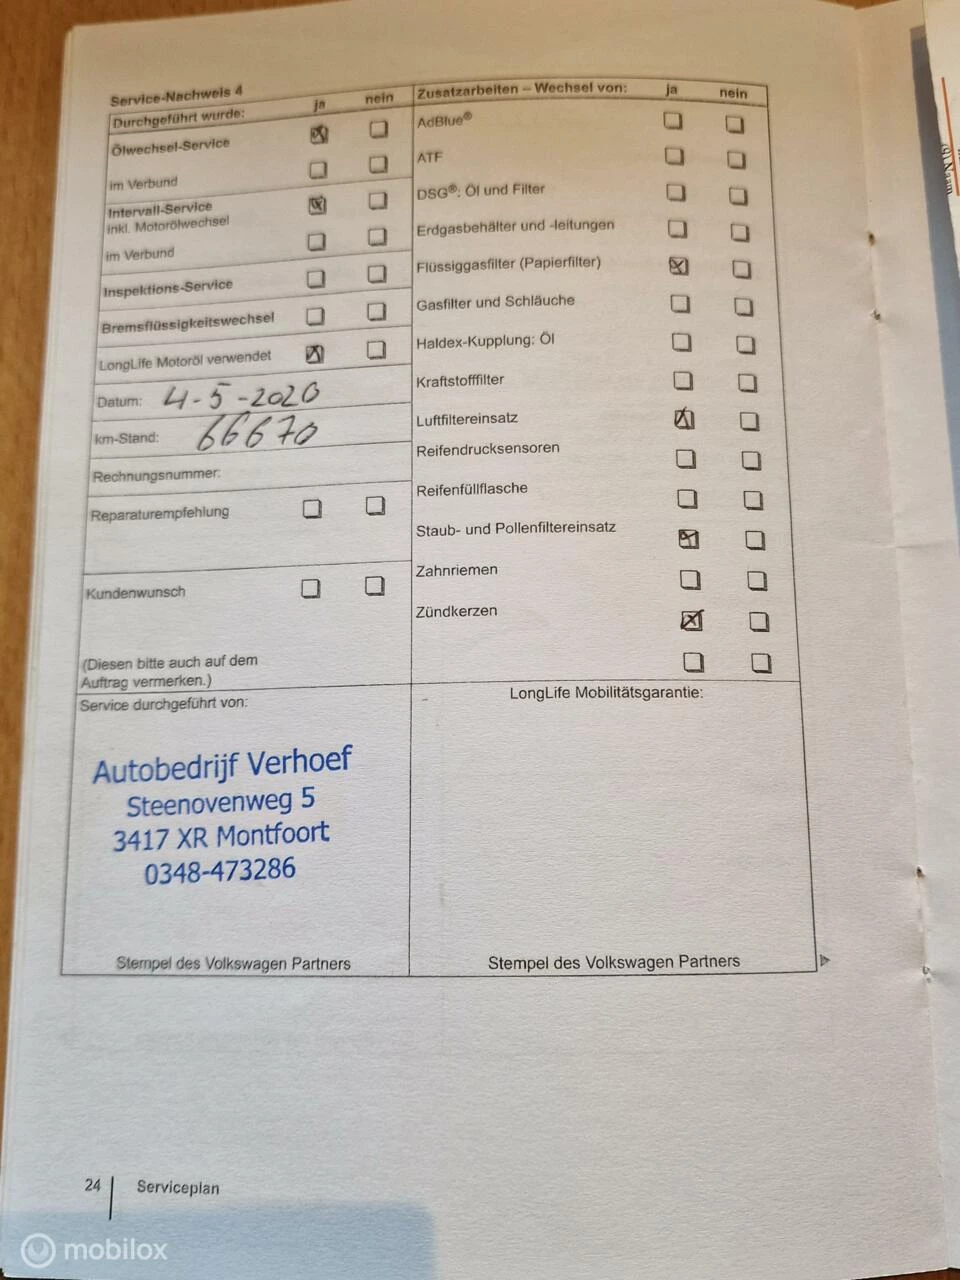 Service-Nachweis 4
Durchgeführt wurde: ja nein
Ölwechsel-Service
im Verbund
Intervall-Service
inkl. Motorölwechsel
im Verbund
Inspektions-Service
Bremsflüssigkeitswechsel
LongLife Motoröl verwendet
Datum: 4-5-2020
km-Stand: 66670
Rechnungsnummer:
Reparaturempfehlung
Kundenwunsch
(Diesen bitte auch auf dem
Auftrag vermerken.)
Zusatzarbeiten – Wechsel von: ja nein
AdBlue®
ATF
DSG®: Öl und Filter
Erdgasbehälter und -leitungen
Flüssiggasfilter (Papierfilter)
Gasfilter und Schläuche
Haldex-Kupplung: Öl
Kraftstofffilter
Luftfiltereinsatz
Reifendrucksensoren
Reifenfüllflasche
Staub- und Pollenfiltereinsatz
Zahnriemen
Zündkerzen
Service durchgeführt von:
Autobedrijf Verhoef
Steenovenweg 5
3417 XR Montfoort
0348-473286
Stempel des Volkswagen Partners
LongLife Mobilitätsgarantie:
Stempel des Volkswagen Partners
24 Serviceplan
mobilox